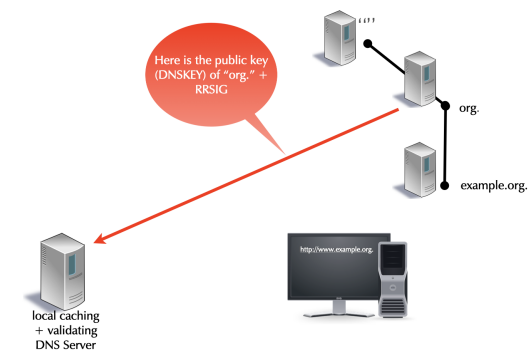 “”
Here is the public key
(DNSKEY) of “org.” +
RRSIG
org.
example.org.
http://www.example.org.
local caching
+ validating
DNS Server